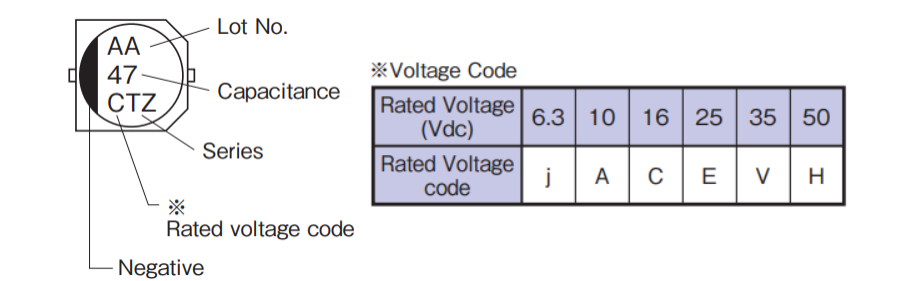 Lot No.
AA
47
CTZ
Capacitance
Series
※
Rated voltage code
Negative
※Voltage Code
Rated Voltage
(Vdc)
6.3 10 16 25 35 50
Rated Voltage
code
j A C E V H